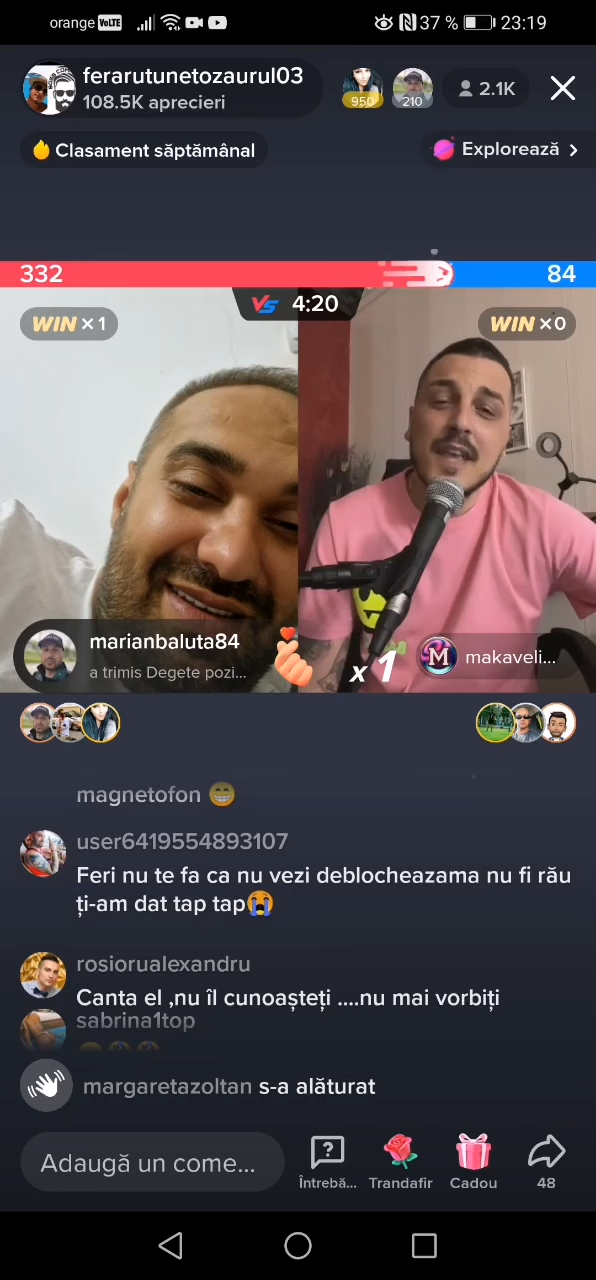 orange VoLTE 37 % 23:19
ferarutunetozaurul03
108.5K aprecieri
950
210
2.1K
Clasament săptămânal
Explorează
332
84
VS 4:20
WIN ×1
WIN ×0
marianbaluta84
a trimis Degete pozi...
x 1
M
makaveli...
magnetofon 😁
user6419554893107
Feri nu te fa ca nu vezi deblocheazama nu fi rău
ți-am dat tap tap😭
rosiorualexandru
Canta el ,nu îl cunoașteți ....nu mai vorbiți
sabrina1top
margaretazoltan s-a alăturat
Adaugă un come...
Întrebă...
Trandafir
Cadou
48